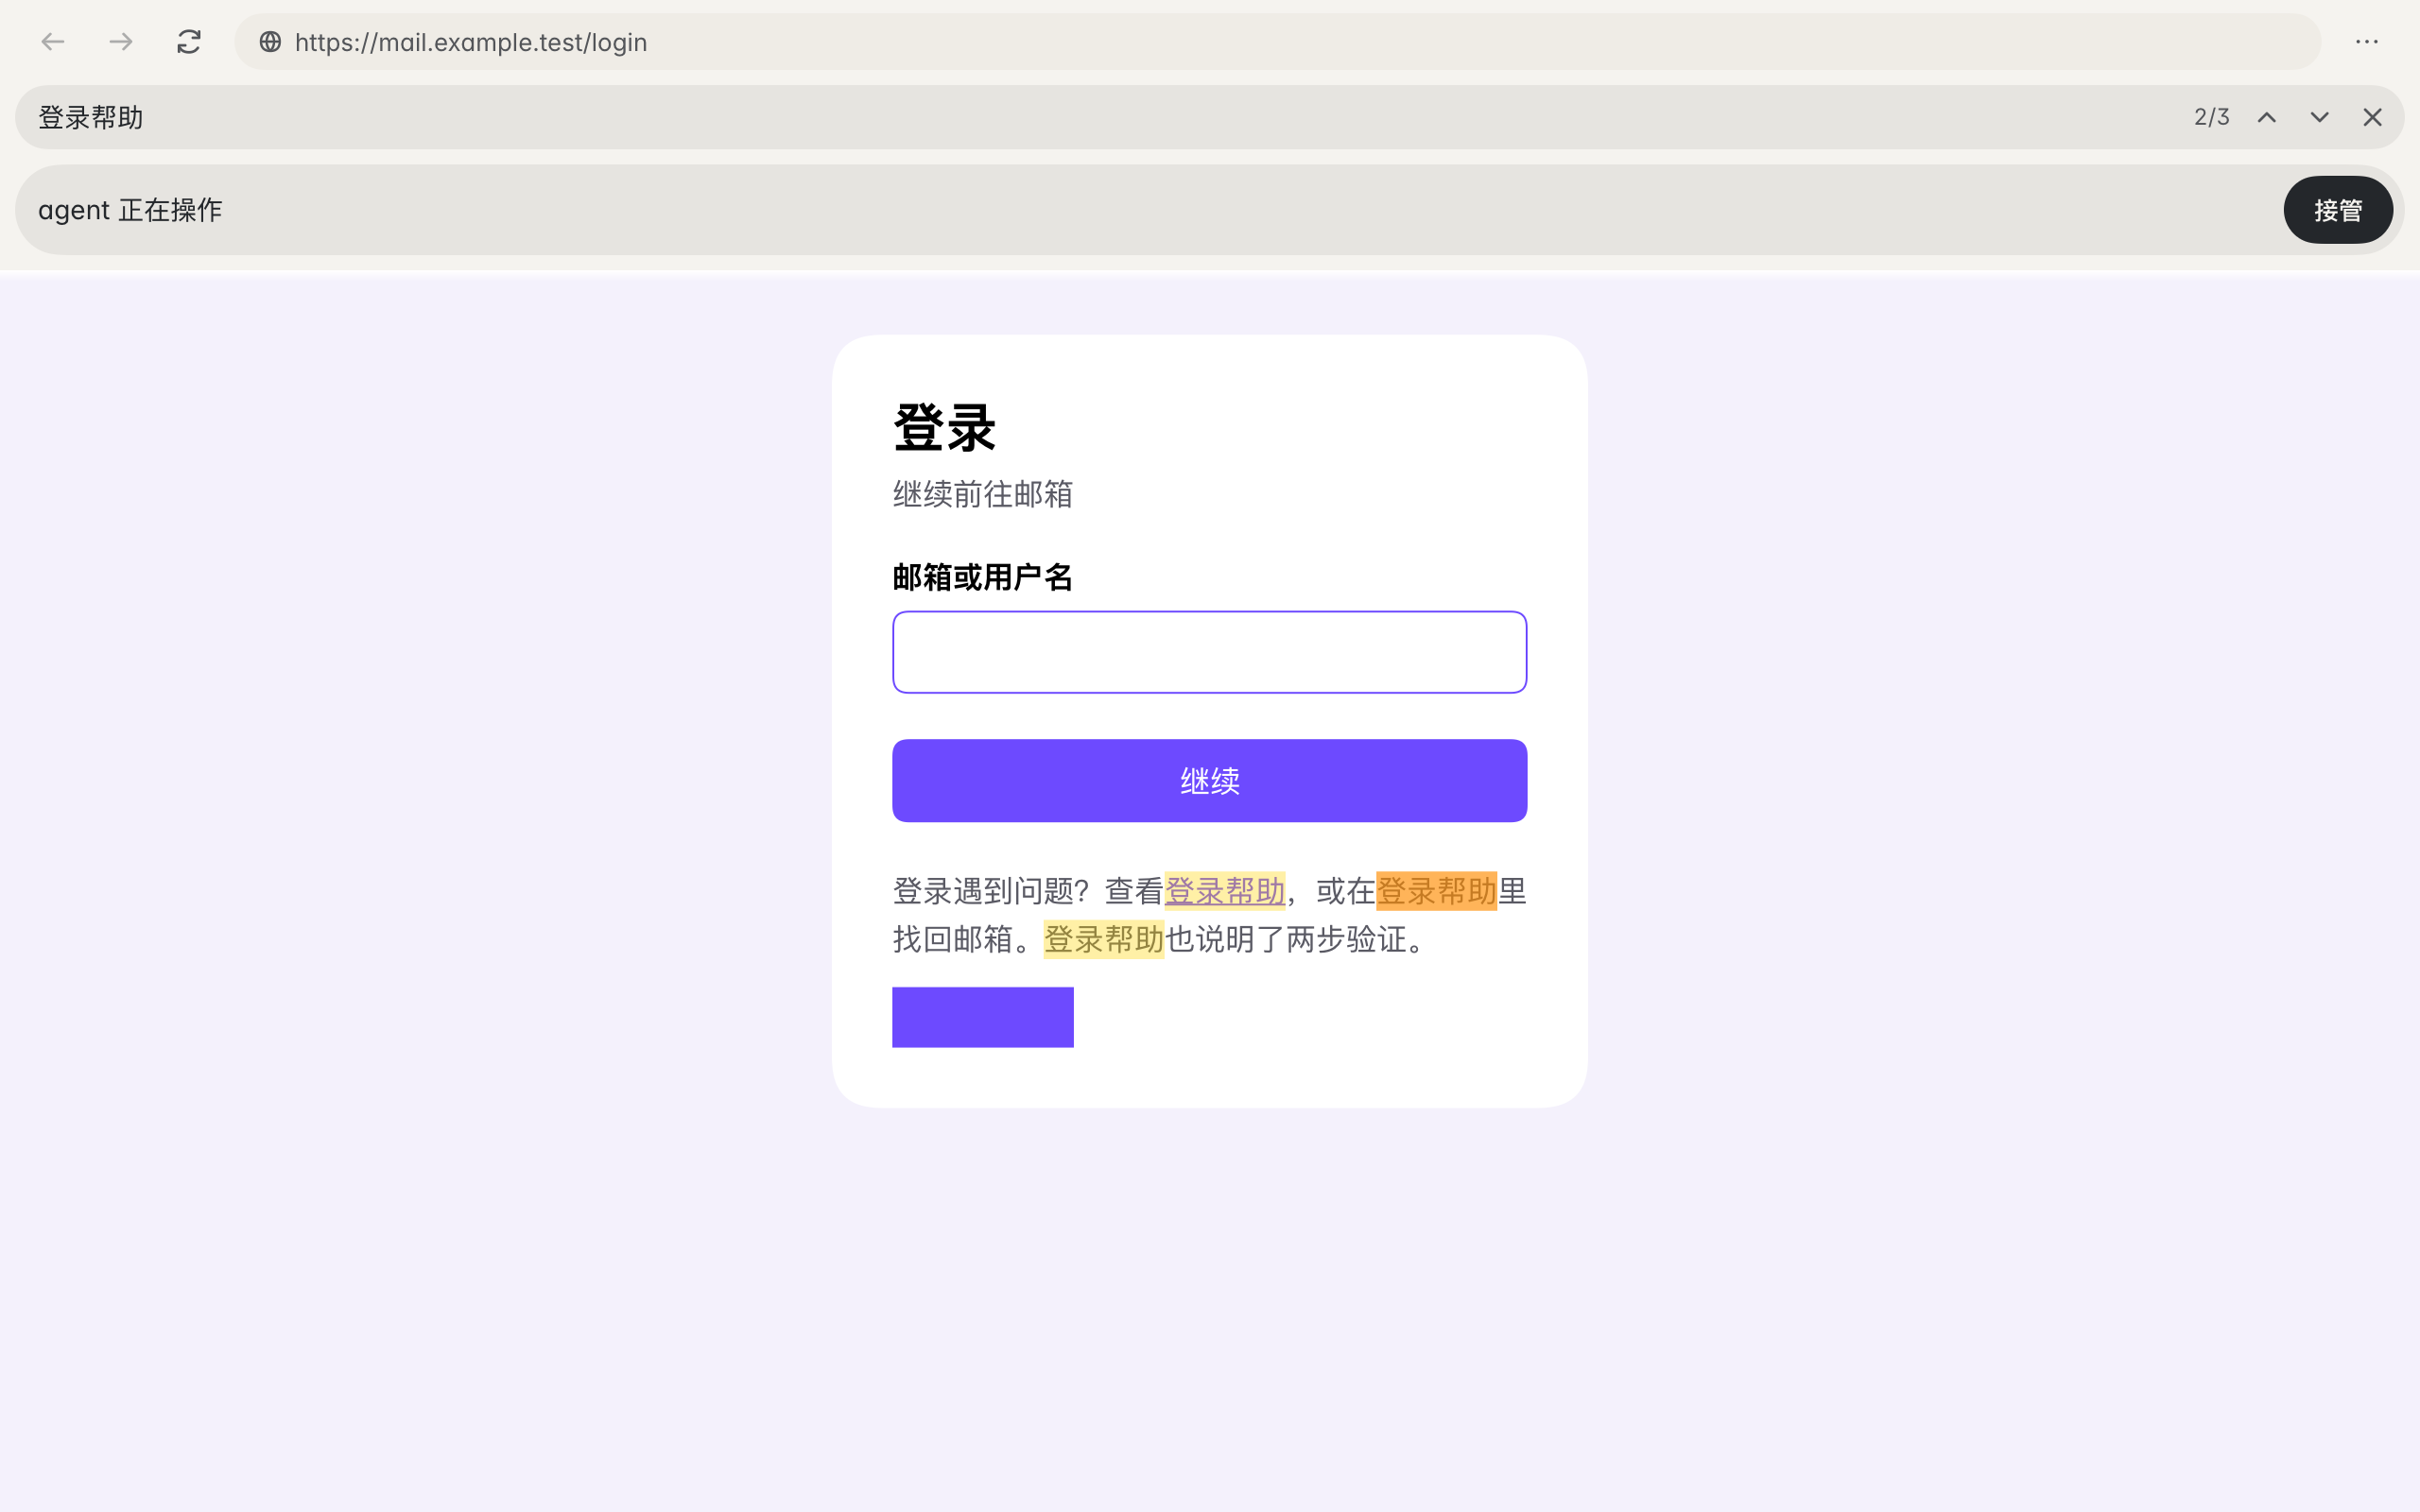 https://mail.example.test/login
登录帮助
2/3
agent 正在操作
接管
登录
继续前往邮箱
邮箱或用户名
继续
登录遇到问题？查看登录帮助，或在登录帮助里
找回邮箱。登录帮助也说明了两步验证。